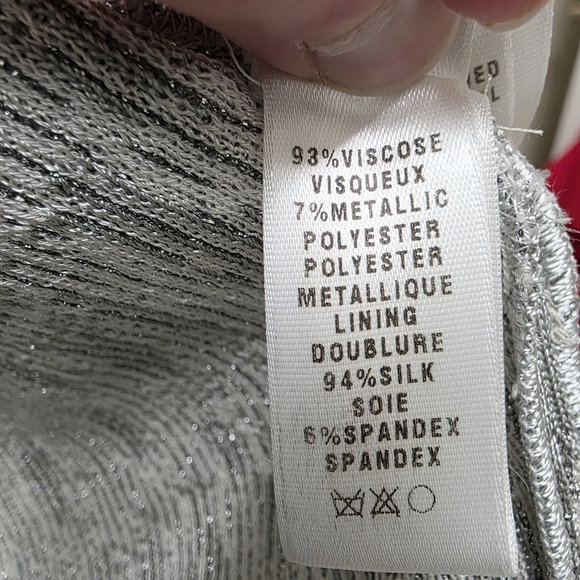 93%VISCOSE
VISQUEUX
7%METALLIC
POLYESTER
POLYESTER
METALLIQUE
LINING
DOUBLURE
94%SILK
SOIE
6%SPANDEX
SPANDEX